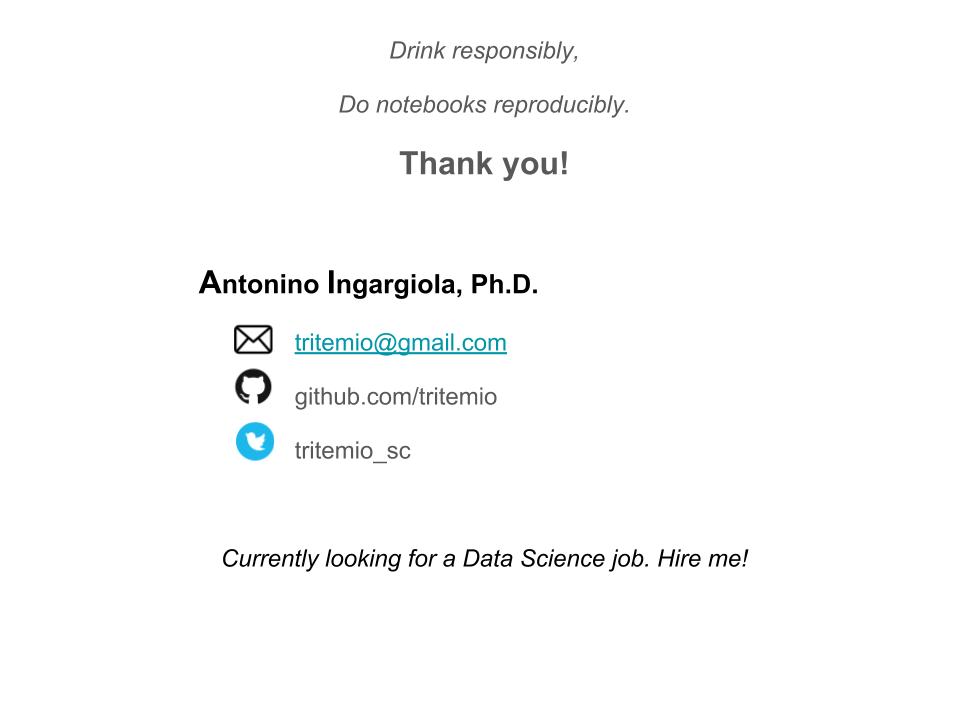 Drink responsibly,
Do notebooks reproducibly.
Thank you!
Antonino Ingargiola, Ph.D.
tritemio@gmail.com
github.com/tritemio
tritemio_sc
Currently looking for a Data Science job. Hire me!